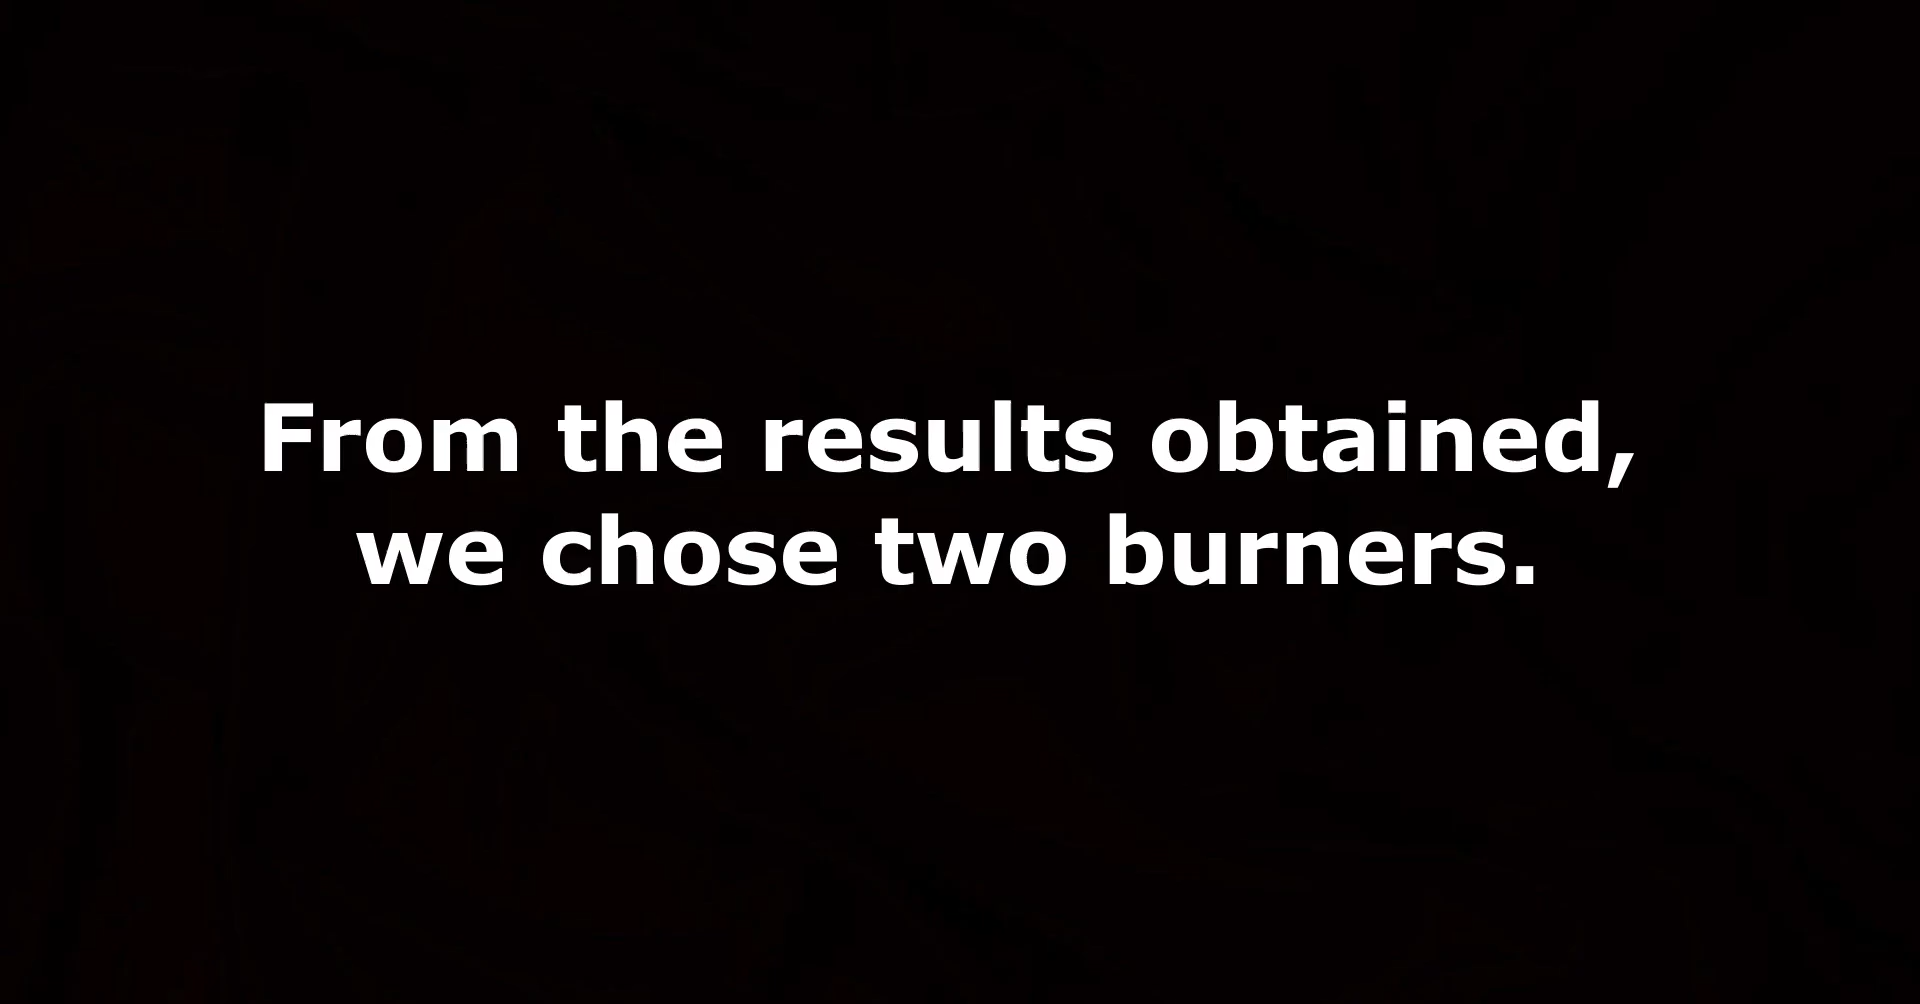 From the results obtained,
we chose two burners.